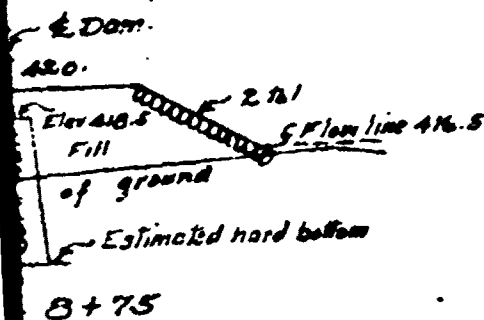 ℄ Dam.
420.
2 to 1
Elev 418.5
Flow line 416.5
Fill
of ground
Estimated hard bottom
8+75